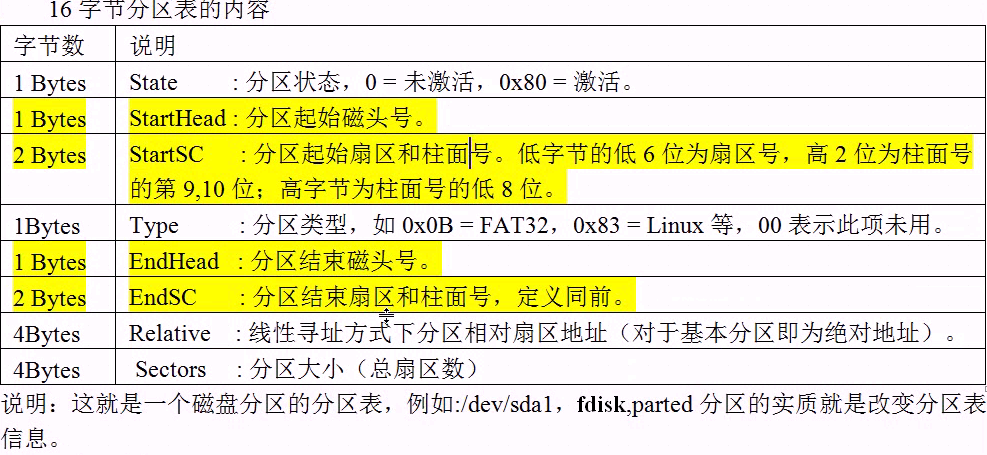 16 字节分区表的内容
字节数 说明
1 Bytes State : 分区状态，0 = 未激活，0x80 = 激活。
1 Bytes StartHead : 分区起始磁头号。
2 Bytes StartSC : 分区起始扇区和柱面号。低字节的低 6 位为扇区号，高 2 位为柱面号
的第 9,10 位；高字节为柱面号的低 8 位。
1Bytes Type : 分区类型，如 0x0B = FAT32，0x83 = Linux 等，00 表示此项未用。
1 Bytes EndHead : 分区结束磁头号。
2 Bytes EndSC : 分区结束扇区和柱面号，定义同前。
4Bytes Relative : 线性寻址方式下分区相对扇区地址（对于基本分区即为绝对地址）。
4Bytes Sectors : 分区大小（总扇区数）
说明：这就是一个磁盘分区的分区表，例如:/dev/sda1，fdisk,parted 分区的实质就是改变分区表
信息。